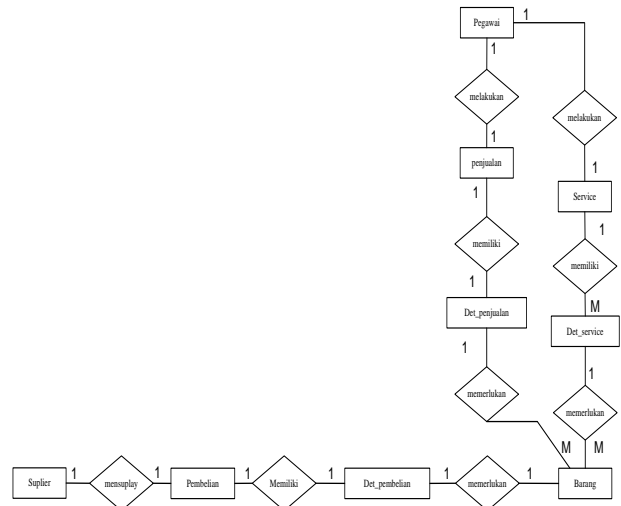 Pegawai
1
1
melakukan
melakukan
1
penjualan
1
Service
1
1
memiliki
memiliki
1
M
Det_penjualan
Det_service
1
1
memerlukan
memerlukan
M
M
Suplier
1
mensuplay
1
Pembelian
1
Memiliki
1
Det_pembelian
1
memerlukan
1
Barang